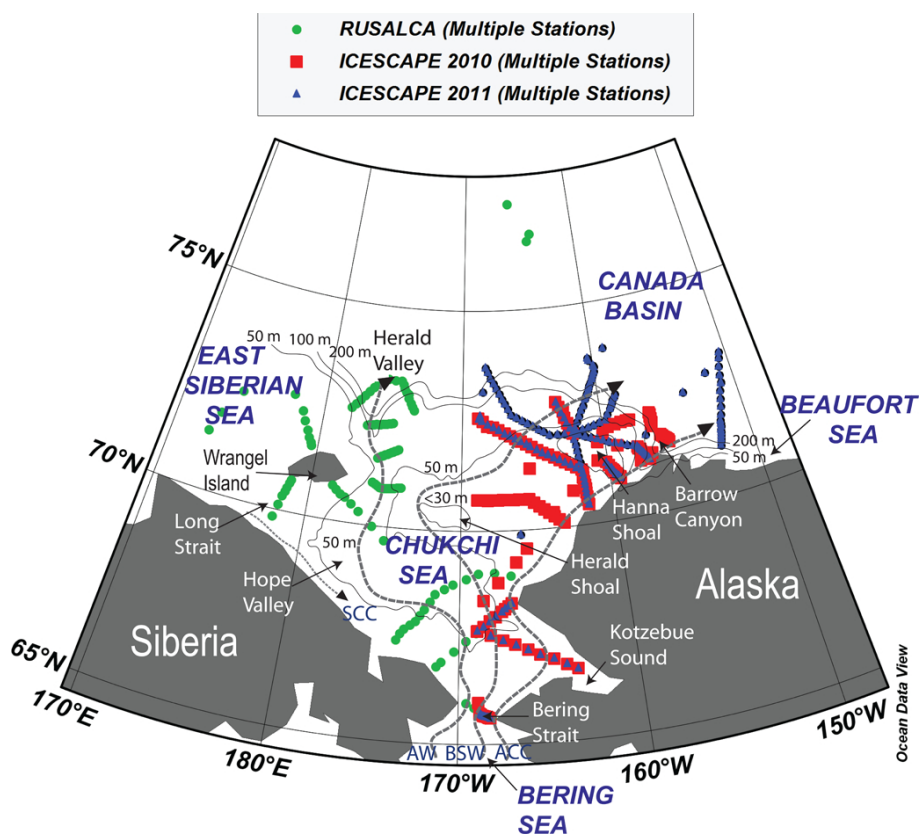 RUSALCA (Multiple Stations)
ICESCAPE 2010 (Multiple Stations)
ICESCAPE 2011 (Multiple Stations)
75°N
CANADA
BASIN
50 m
100 m
200 m
Herald
Valley
EAST
SIBERIAN
SEA
BEAUFORT
SEA
200 m
50 m
70°N
Wrangel
Island
50 m
<30 m
Hanna
Shoal
Barrow
Canyon
Long
Strait
50 m
CHUKCHI
SEA
Herald
Shoal
Alaska
Hope
Valley
SCC
Siberia
Kotzebue
Sound
65°N
170°E
Bering
Strait
150°W
Ocean Data View
180°E
AW
BSW
ACC
170°W
160°W
BERING
SEA